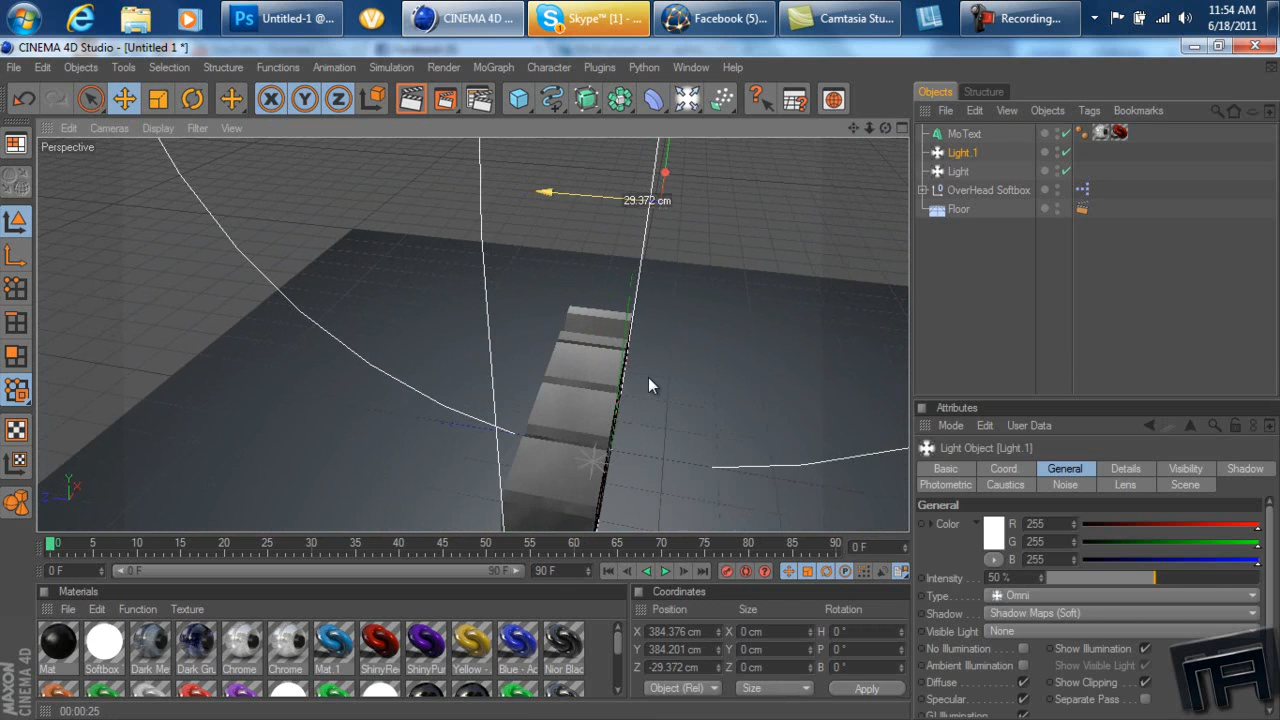 Untitled-1 @...
CINEMA 4D ...
Skype™ [1] - ...
Facebook (5)...
Camtasia Stu...
Recording...
11:54 AM
6/18/2011
CINEMA 4D Studio - [Untitled 1 *]
File Edit Objects Tools Selection Structure Functions Animation Simulation Render MoGraph Character Plugins Python Window Help
Objects Structure
Edit Cameras Display Filter View
File Edit View Objects Tags Bookmarks
Perspective
MoText
Light.1
Light
OverHead Softbox
Floor
29.372 cm
Attributes
Mode Edit User Data
Light Object [Light.1]
Basic Coord. General Details Visibility Shadow
Photometric Caustics Noise Lens Scene
General
Color R 255
G 255
B 255
Intensity 50 %
Type Omni
Shadow Shadow Maps (Soft)
Visible Light None
No Illumination Show Illumination
Ambient Illumination Show Visible Light
Diffuse Show Clipping
Specular Separate Pass
GI Illumination
0 5 10 15 20 25 30 35 40 45 50 55 60 65 70 75 80 85 90 0 F
0 F 0 F 90 F 90 F
Materials
File Edit Function Texture
Mat Softbox Dark Me Dark Gru Chrome Chrome Mat.1 ShinyRe ShinyPur Yellow - Blue - Ac Nior Blac
Coordinates
Position Size Rotation
X 384.376 cm X 0 cm H 0 °
Y 384.201 cm Y 0 cm P 0 °
Z -29.372 cm Z 0 cm B 0 °
Object (Rel) Size Apply
00:00:25
MAXON
CINEMA 4D